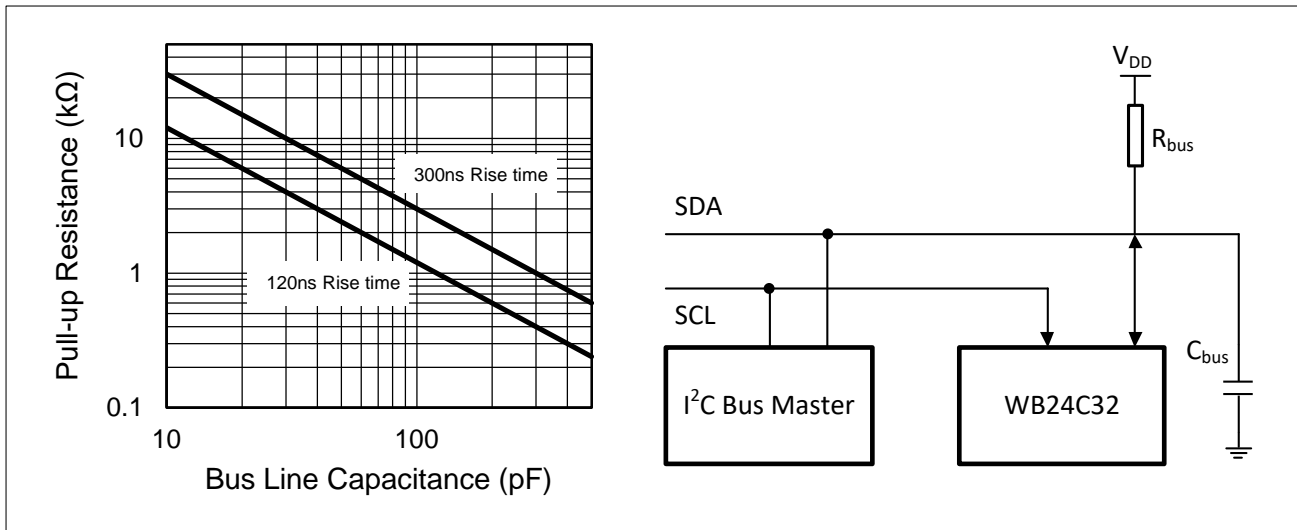 Pull-up Resistance (kΩ)
10
1
0.1
300ns Rise time
120ns Rise time
10
100
Bus Line Capacitance (pF)
VDD
Rbus
SDA
SCL
Cbus
I²C Bus Master
WB24C32